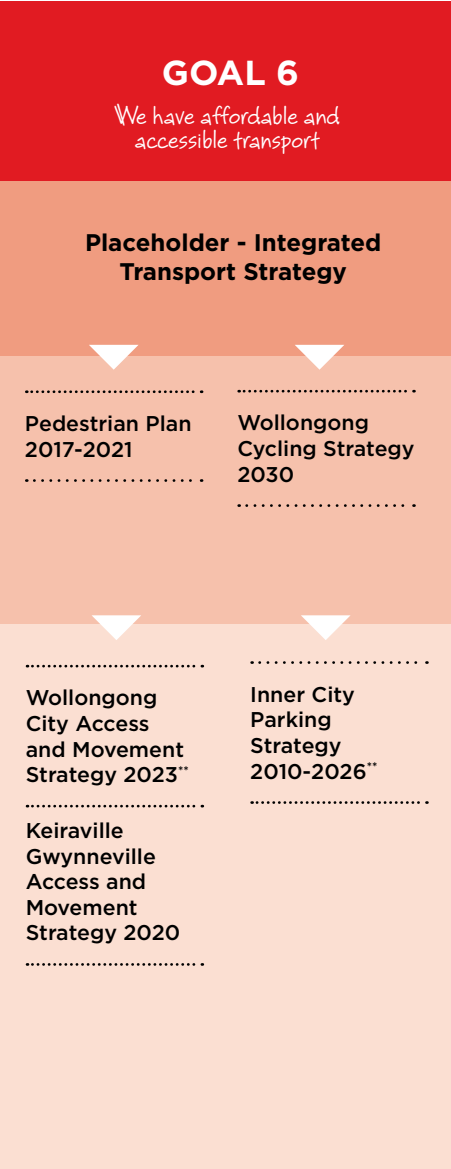 GOAL 6
We have affordable and
accessible transport
Placeholder - Integrated
Transport Strategy
Pedestrian Plan
2017-2021
Wollongong
Cycling Strategy
2030
Wollongong
City Access
and Movement
Strategy 2023**
Keiraville
Gwynneville
Access and
Movement
Strategy 2020
Inner City
Parking
Strategy
2010-2026**